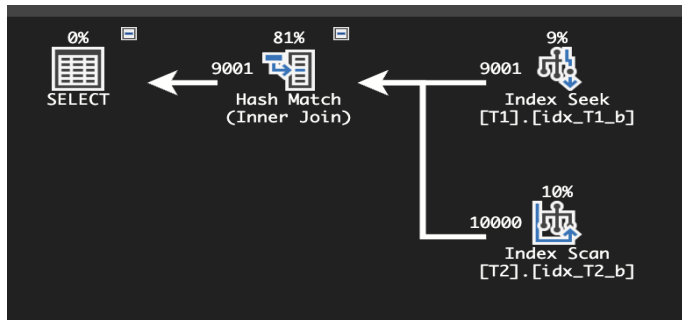 0%
SELECT
9001
81%
Hash Match
(Inner Join)
9001
9%
Index Seek
[T1].[idx_T1_b]
10000
10%
Index Scan
[T2].[idx_T2_b]